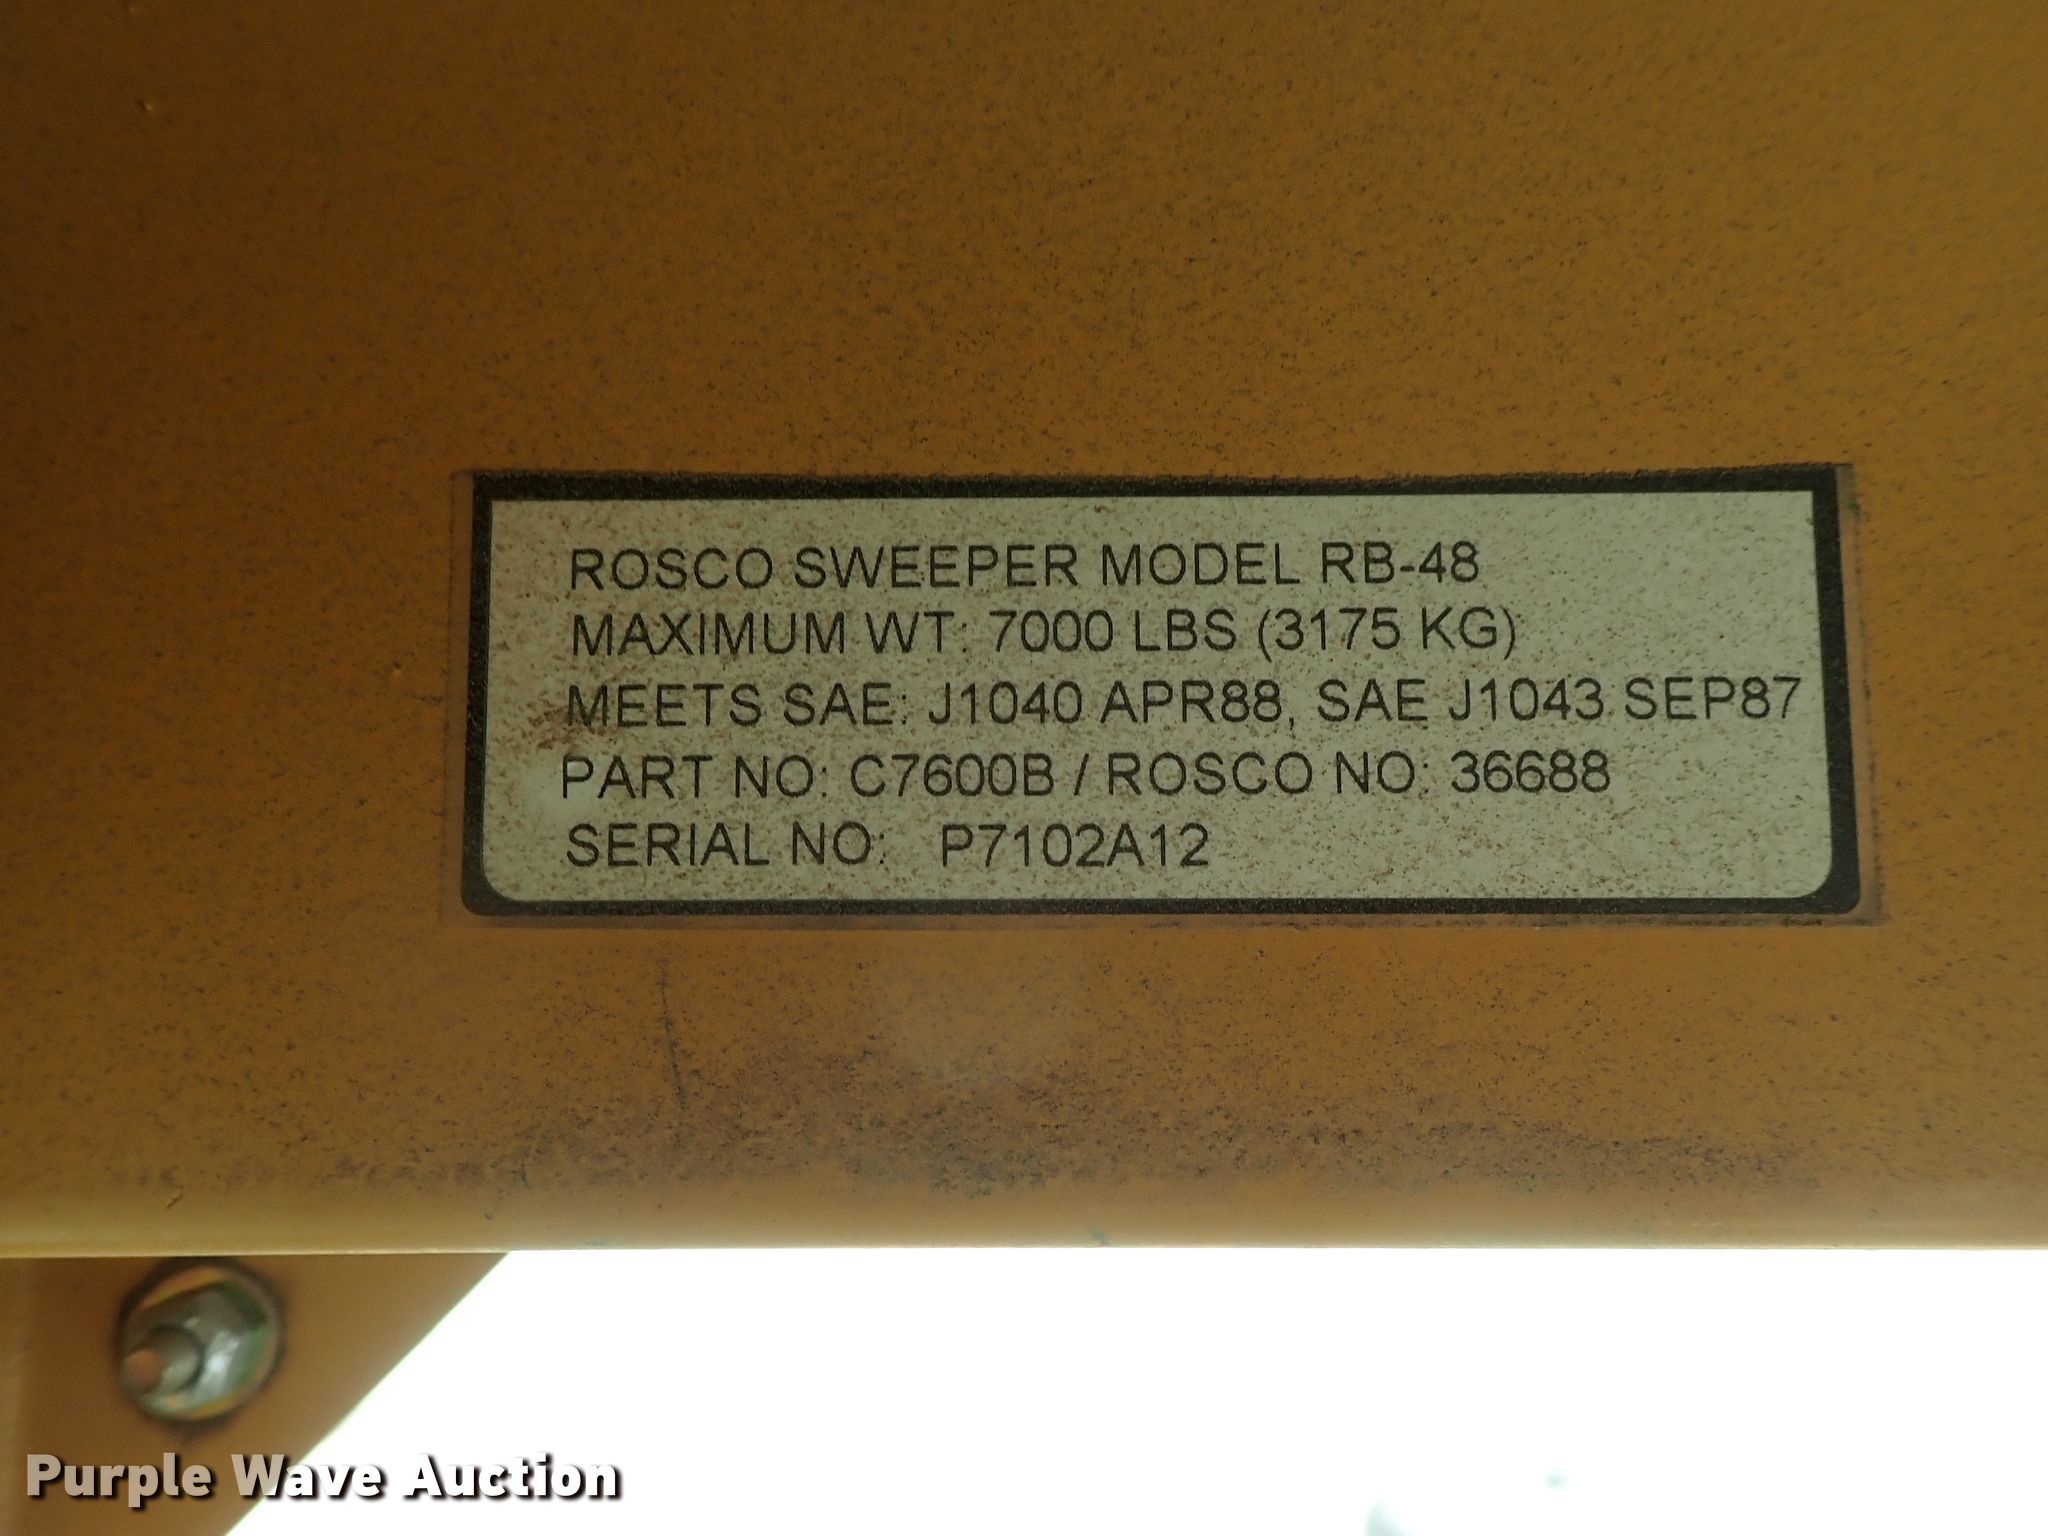 ROSCO SWEEPER MODEL RB-48
MAXIMUM WT: 7000 LBS (3175 KG)
MEETS SAE: J1040 APR88, SAE J1043 SEP87
PART NO: C7600B / ROSCO NO: 36688
SERIAL NO: P7102A12
Purple Wave Auction